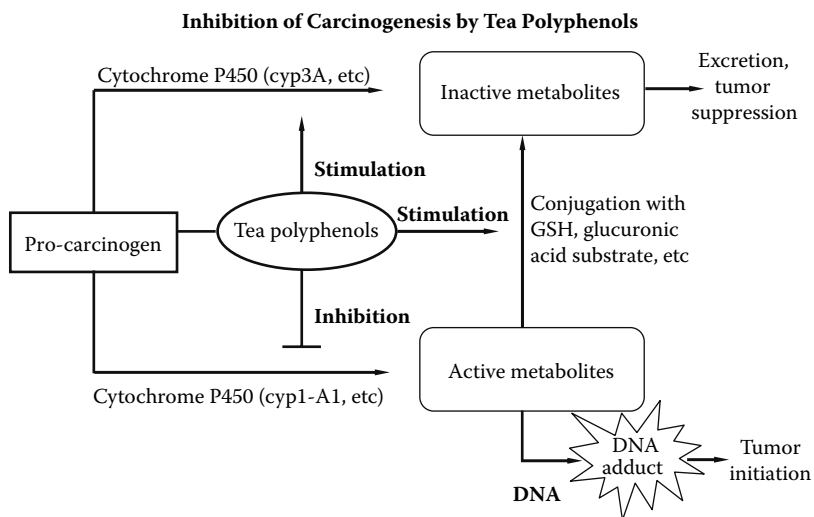 Inhibition of Carcinogenesis by Tea Polyphenols
Cytochrome P450 (cyp3A, etc)
Inactive metabolites
Excretion,
tumor
suppression
Stimulation
Pro-carcinogen
Tea polyphenols
Stimulation
Conjugation with
GSH, glucuronic
acid substrate, etc
Inhibition
Cytochrome P450 (cyp1-A1, etc)
Active metabolites
DNA
DNA
adduct
Tumor
initiation